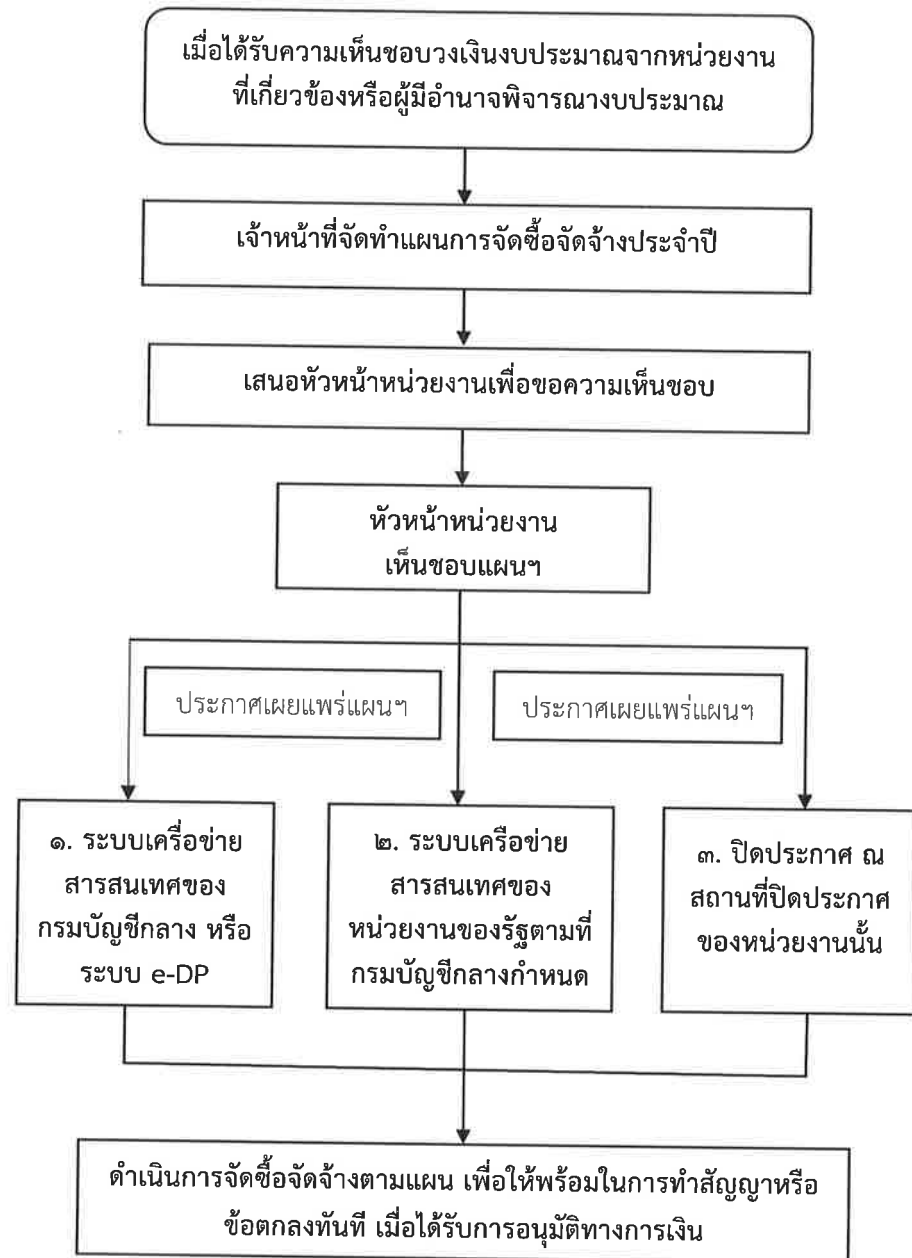 เมื่อได้รับความเห็นชอบวงเงินงบประมาณจากหน่วยงาน
ที่เกี่ยวข้องหรือผู้มีอำนาจพิจารณางบประมาณ
เจ้าหน้าที่จัดทำแผนการจัดซื้อจัดจ้างประจำปี
เสนอหัวหน้าหน่วยงานเพื่อขอความเห็นชอบ
หัวหน้าหน่วยงาน
เห็นชอบแผนฯ
ประกาศเผยแพร่แผนฯ
ประกาศเผยแพร่แผนฯ
๑. ระบบเครื่อข่าย
สารสนเทศของ
กรมบัญชีกลาง หรือ
ระบบ e-DP
๒. ระบบเครือข่าย
สารสนเทศของ
หน่วยงานของรัฐตามที่
กรมบัญชีกลางกำหนด
๓. ปิดประกาศ ณ
สถานที่ปิดประกาศ
ของหน่วยงานนั้น
ดำเนินการจัดซื้อจัดจ้างตามแผน เพื่อให้พร้อมในการทำสัญญาหรือ
ข้อตกลงทันที เมื่อได้รับการอนุมัติทางการเงิน